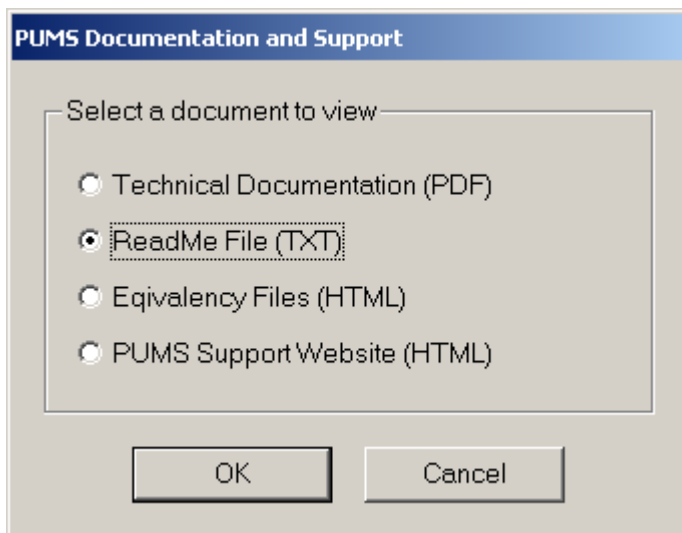 PUMS Documentation and Support
Select a document to view
Technical Documentation (PDF)
ReadMe File (TXT)
Eqivalency Files (HTML)
PUMS Support Website (HTML)
OK
Cancel